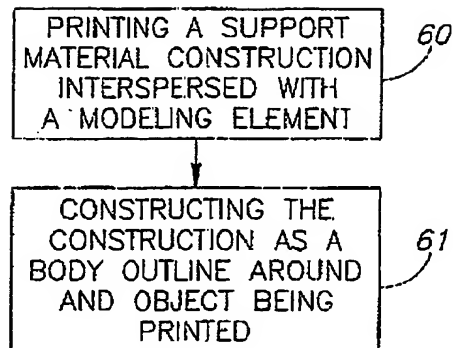 PRINTING A SUPPORT
MATERIAL CONSTRUCTION
INTERSPERSED WITH
A MODELING ELEMENT
60
CONSTRUCTING THE
CONSTRUCTION AS A
BODY OUTLINE AROUND
AND OBJECT BEING
PRINTED
61